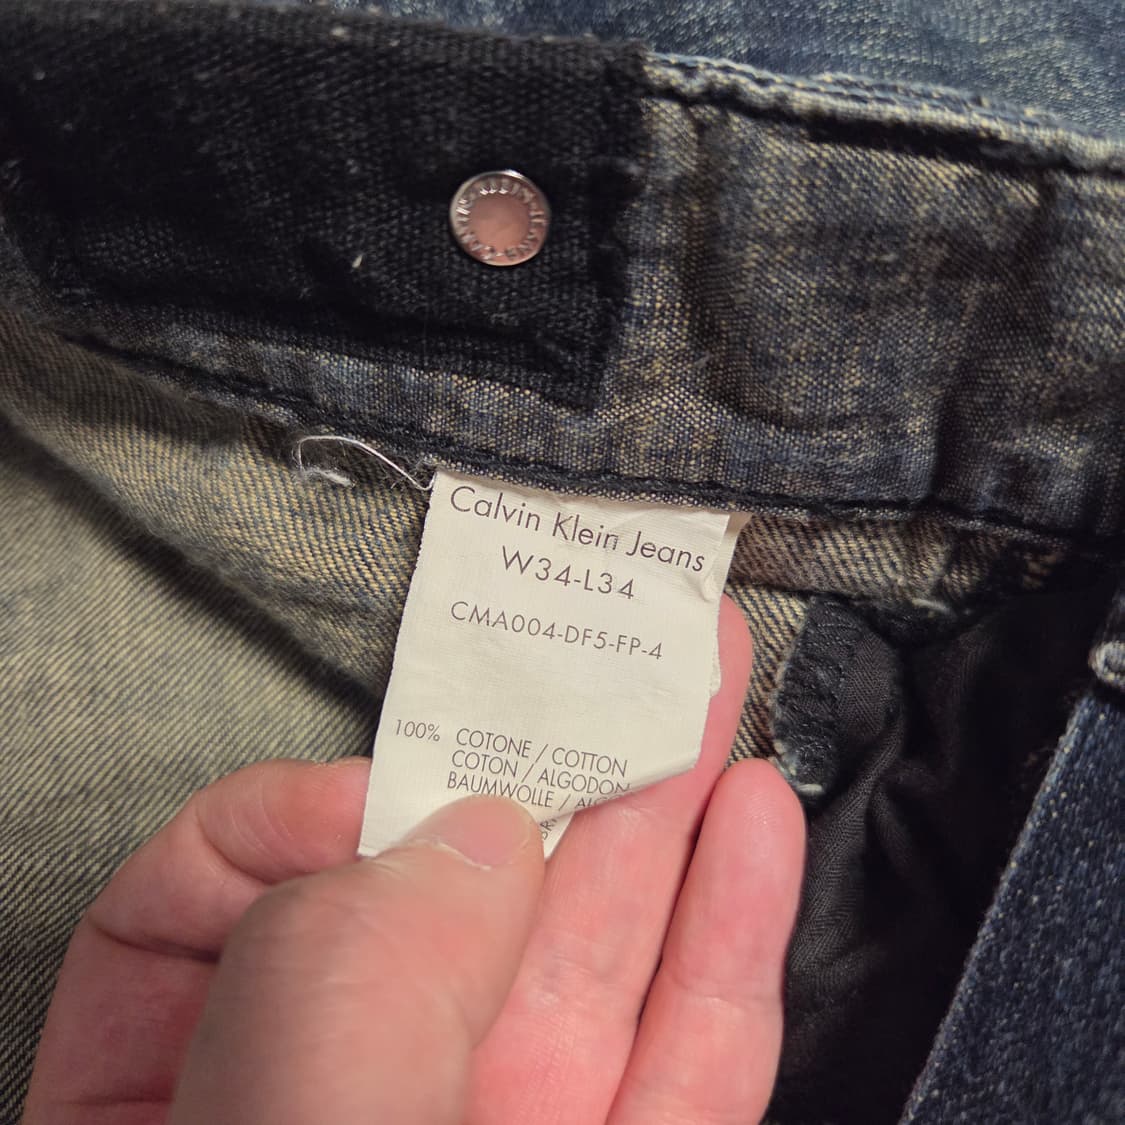 Calvin Klein Jeans
W34-L34
CMA004-DF5-FP-4
100% COTONE / COTTON
COTON / ALGODON
BAUMWOLLE /